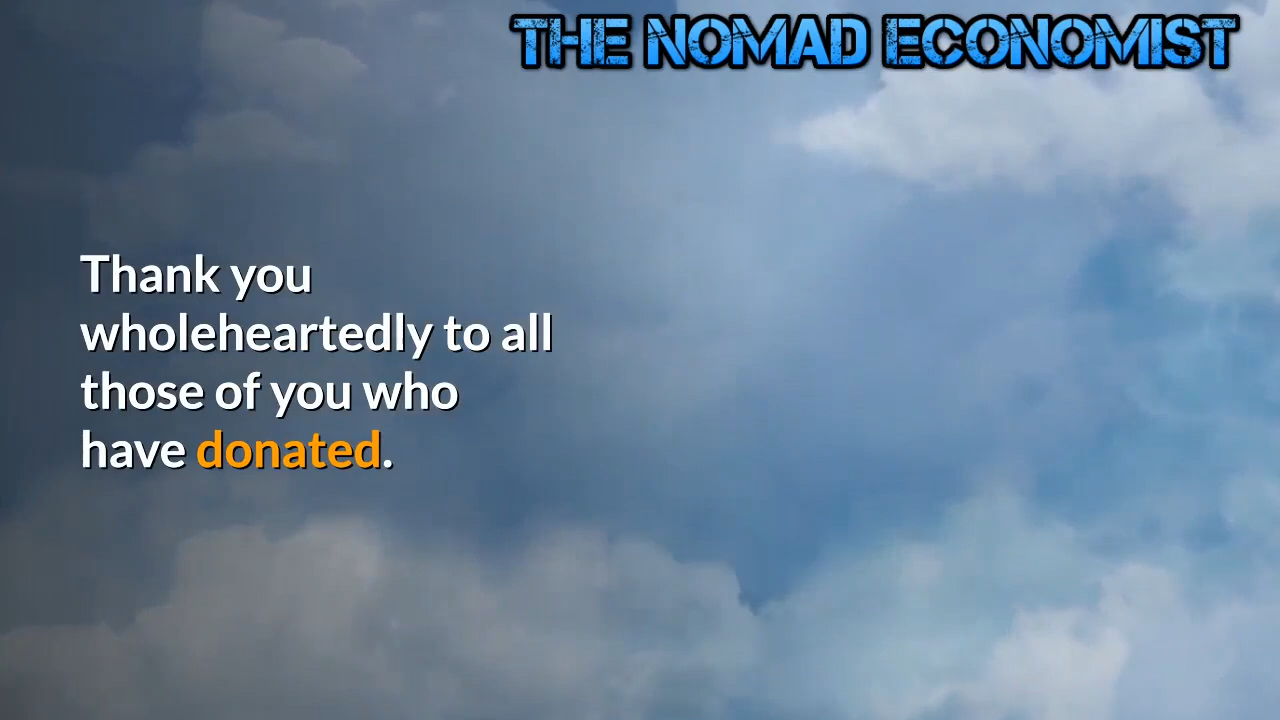 THE NOMAD ECONOMIST
Thank you
wholeheartedly to all
those of you who
have donated.